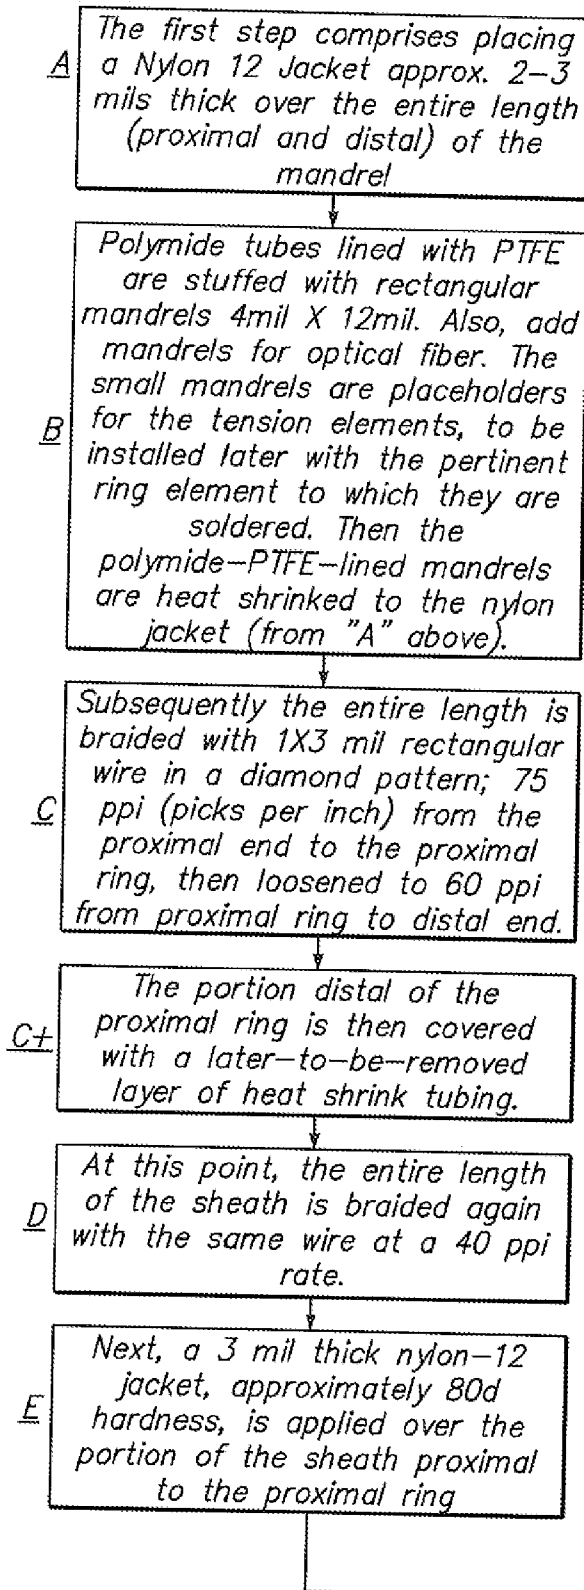 A
The first step comprises placing
a Nylon 12 Jacket approx. 2-3
mils thick over the entire length
(proximal and distal) of the
mandrel
B
Polymide tubes lined with PTFE
are stuffed with rectangular
mandrels 4mil X 12mil. Also, add
mandrels for optical fiber. The
small mandrels are placeholders
for the tension elements, to be
installed later with the pertinent
ring element to which they are
soldered. Then the
polymide-PTFE-lined mandrels
are heat shrinked to the nylon
jacket (from "A" above).
C
Subsequently the entire length is
braided with 1X3 mil rectangular
wire in a diamond pattern; 75
ppi (picks per inch) from the
proximal end to the proximal
ring, then loosened to 60 ppi
from proximal ring to distal end.
C+
The portion distal of the
proximal ring is then covered
with a later-to-be-removed
layer of heat shrink tubing.
D
At this point, the entire length
of the sheath is braided again
with the same wire at a 40 ppi
rate.
E
Next, a 3 mil thick nylon-12
jacket, approximately 80d
hardness, is applied over the
portion of the sheath proximal
to the proximal ring